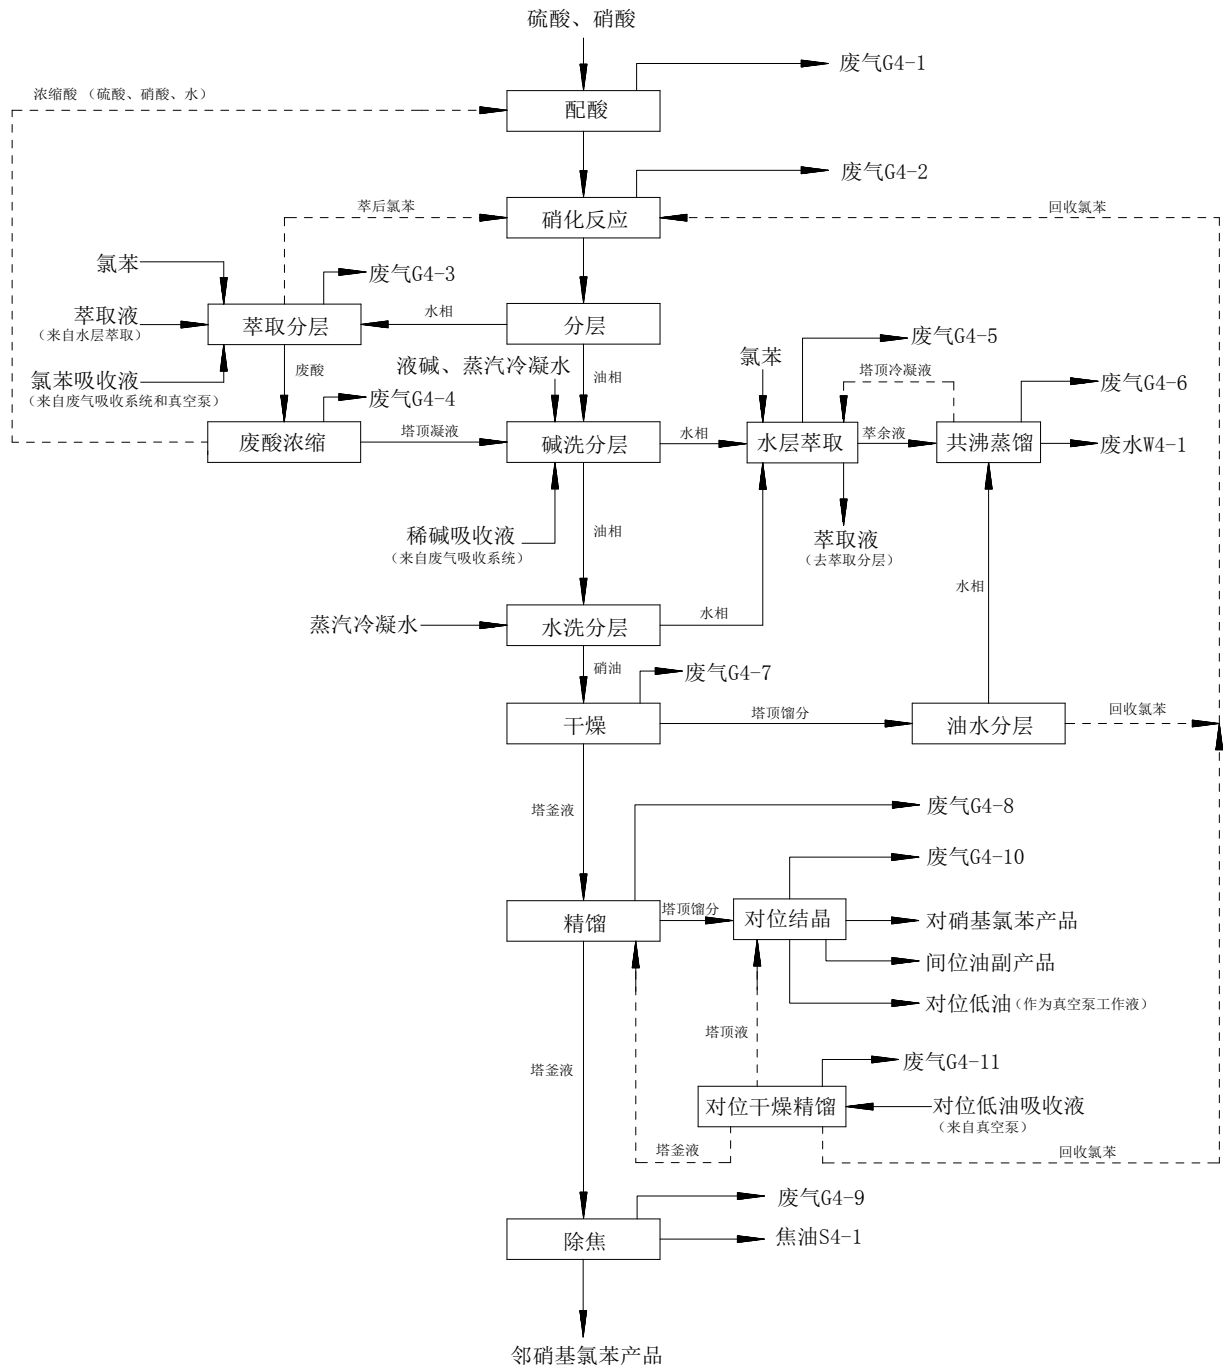 硫酸、硝酸
废气G4-1
浓缩酸 （硫酸、硝酸、水）
配酸
废气G4-2
萃后氯苯
硝化反应
回收氯苯
氯苯
废气G4-3
萃取液
（来自水层萃取）
萃取分层
水相
分层
废气G4-5
氯苯吸收液
（来自废气吸收系统和真空泵）
废酸
液碱、蒸汽冷凝水
油相
氯苯
塔顶冷凝液
废气G4-6
废气G4-4
废酸浓缩
塔顶凝液
碱洗分层
水相
水层萃取
萃余液
共沸蒸馏
废水W4-1
稀碱吸收液
（来自废气吸收系统）
油相
萃取液
（去萃取分层）
水相
蒸汽冷凝水
水洗分层
水相
硝油
废气G4-7
干燥
塔顶馏分
油水分层
回收氯苯
塔釜液
废气G4-8
废气G4-10
精馏
塔顶馏分
对位结晶
对硝基氯苯产品
间位油副产品
对位低油（作为真空泵工作液）
塔顶液
塔釜液
废气G4-11
对位干燥精馏
对位低油吸收液
（来自真空泵）
塔釜液
回收氯苯
废气G4-9
除焦
焦油S4-1
邻硝基氯苯产品